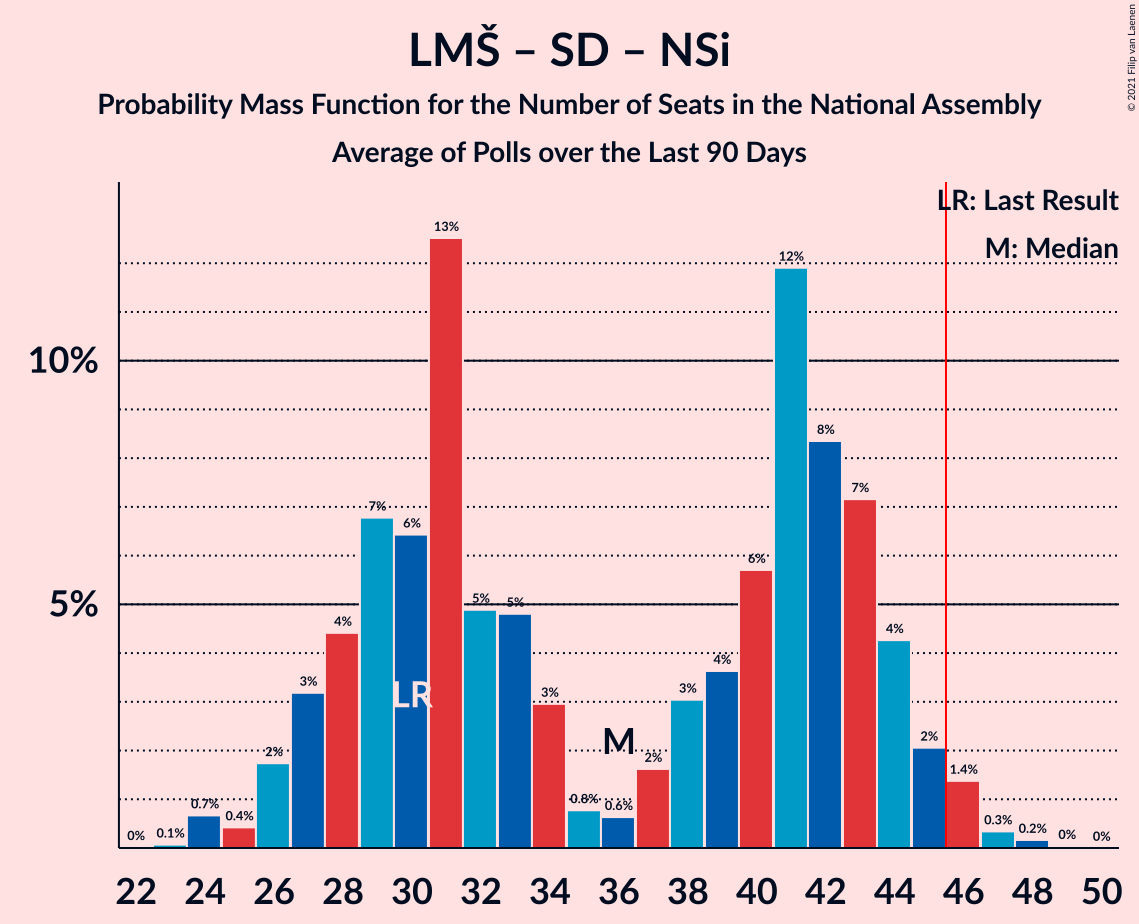 LMŠ – SD – NSi
Probability Mass Function for the Number of Seats in the National Assembly
Average of Polls over the Last 90 Days
© 2021 Filip van Laenen
LR: Last Result
M: Median
10%
5%
0% 0.1% 0.7% 0.4% 2% 3% 4% 7% 6% 13% 5% 5% 3% 0.8% 0.6% 2% 3% 4% 6% 12% 8% 7% 4% 2% 1.4% 0.3% 0.2% 0% 0%
LR
M
22 24 26 28 30 32 34 36 38 40 42 44 46 48 50